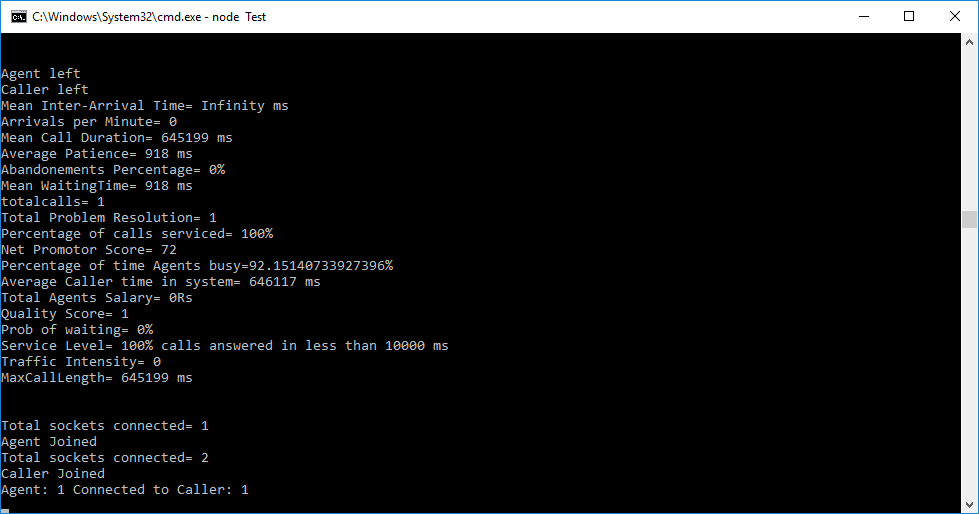 C:\Windows\System32\cmd.exe - node  Test
Agent left
Caller left
Mean Inter-Arrival Time= Infinity ms
Arrivals per Minute= 0
Mean Call Duration= 645199 ms
Average Patience= 918 ms
Abandonements Percentage= 0%
Mean WaitingTime= 918 ms
totalcalls= 1
Total Problem Resolution= 1
Percentage of calls serviced= 100%
Net Promotor Score= 72
Percentage of time Agents busy=92.15140733927396%
Average Caller time in system= 646117 ms
Total Agents Salary= 0Rs
Quality Score= 1
Prob of waiting= 0%
Service Level= 100% calls answered in less than 10000 ms
Traffic Intensity= 0
MaxCallLength= 645199 ms
Total sockets connected= 1
Agent Joined
Total sockets connected= 2
Caller Joined
Agent: 1 Connected to Caller: 1